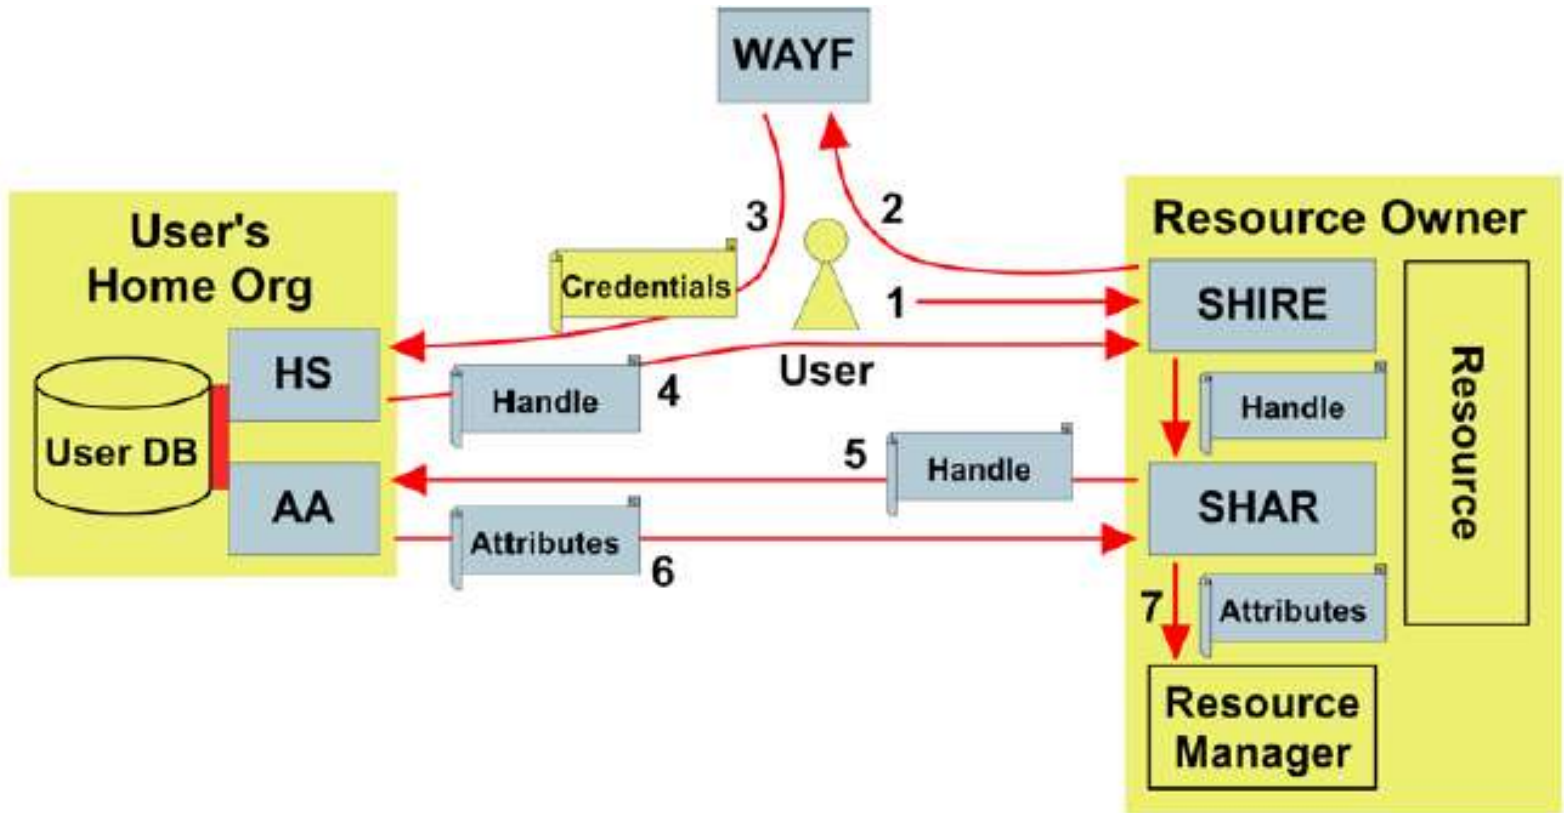 WAYF
User's
Home Org
HS
User DB
AA
3
2
Credentials
1
User
Handle
4
5
Handle
Attributes
6
Resource Owner
SHIRE
Handle
SHAR
7
Attributes
Resource
Manager
Resource